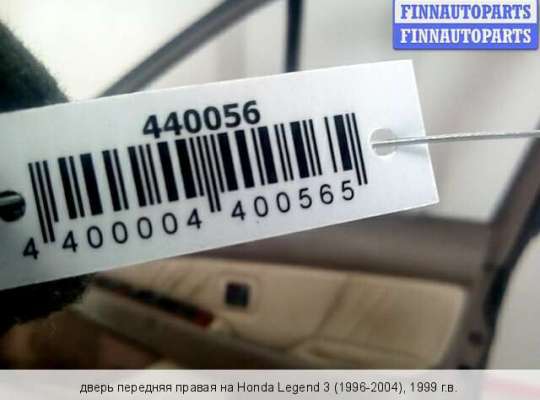 FINNAUTOPARTS
FINNAUTOPARTS
440056
4 400004 400565
дверь передняя правая на Honda Legend 3 (1996-2004), 1999 г.в.